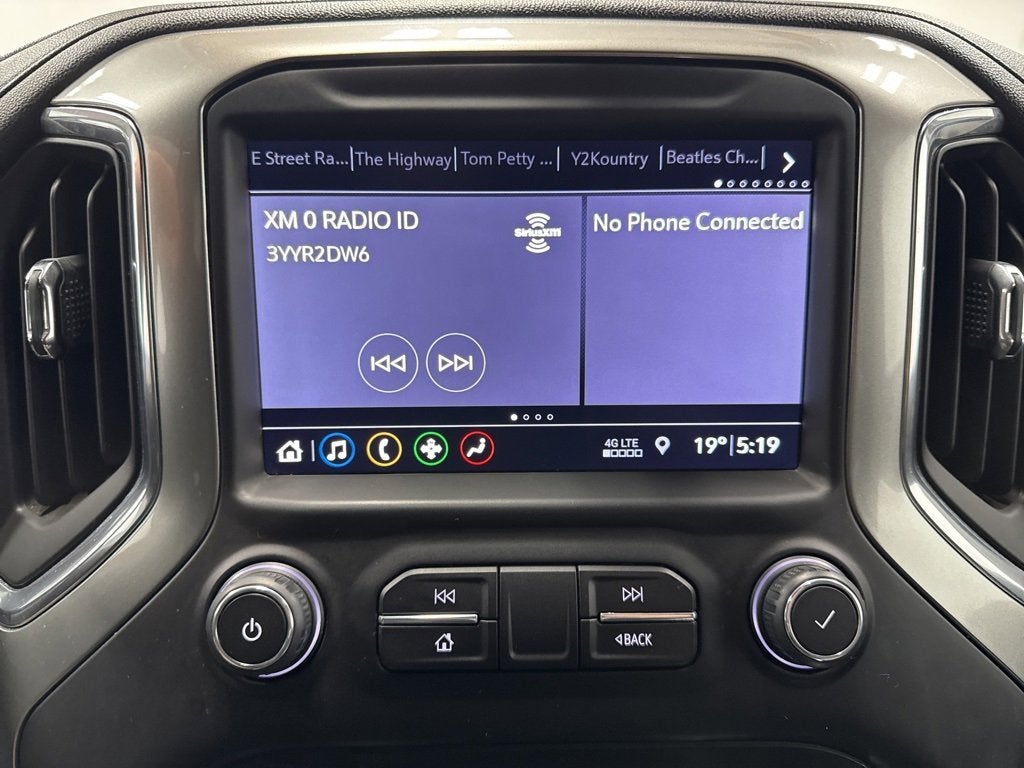 E Street Ra... The Highway Tom Petty ... Y2Kountry Beatles Ch...
XM 0 RADIO ID
3YYR2DW6
SiriusXM
No Phone Connected
4G LTE
19° 5:19
BACK